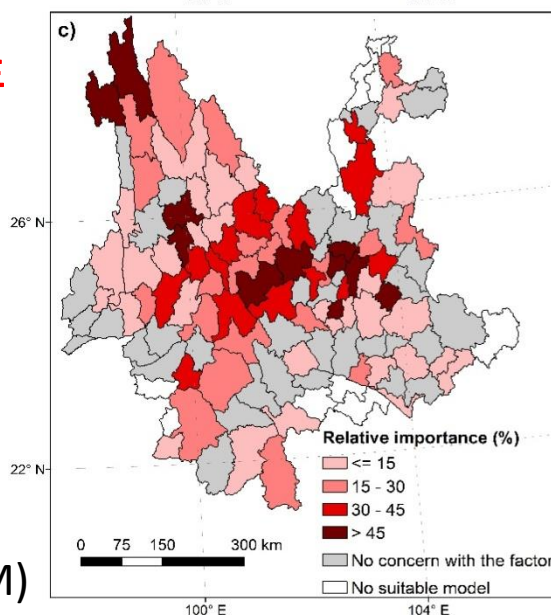 c)
26° N
22° N
Relative importance (%)
<= 15
15 - 30
30 - 45
> 45
No concern with the factor
No suitable model
0 75 150 300 km
M)
100° E
104° E